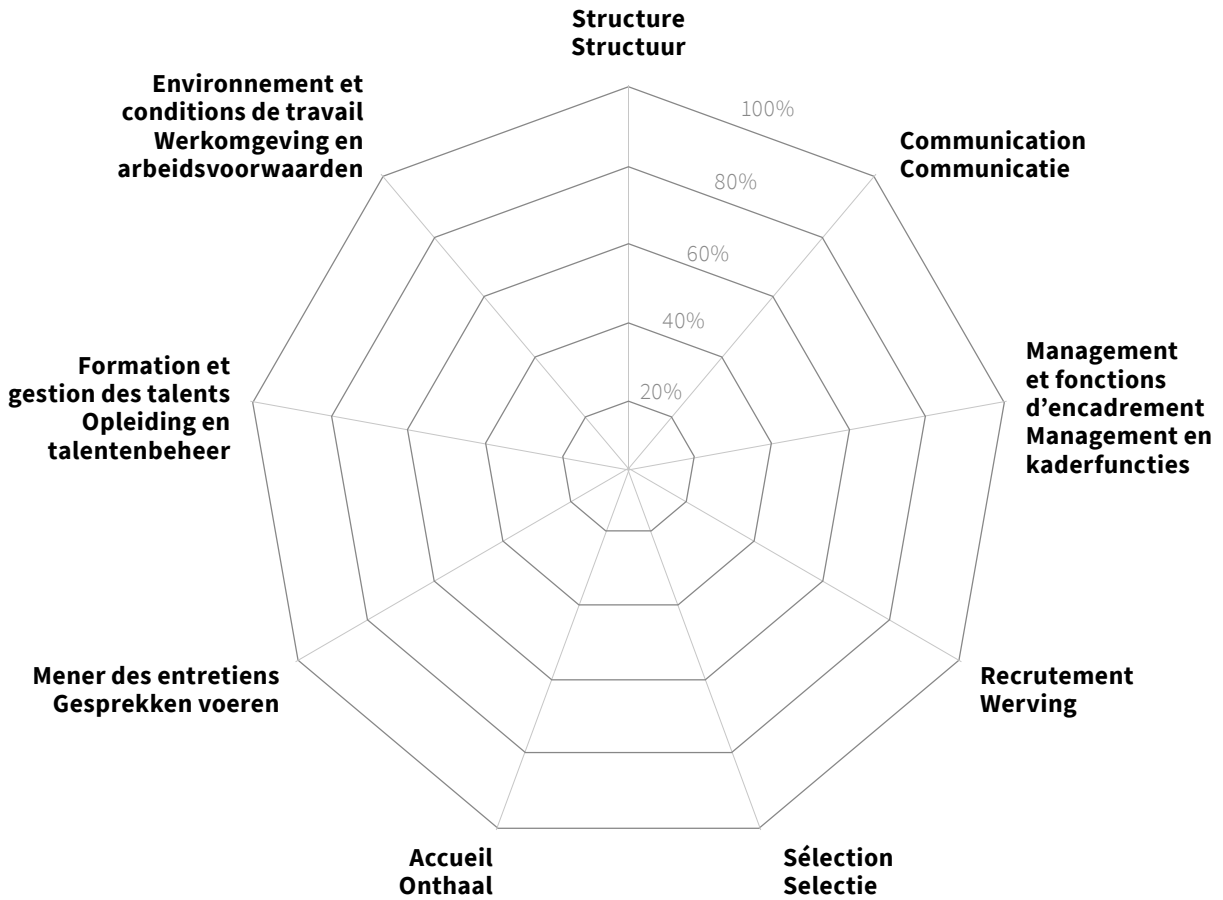 Structure
Structuur
Environnement et
conditions de travail
Werkomgeving en
arbeidsvoorwaarden
100%
Communication
Communicatie
80%
60%
40%
20%
Formation et
gestion des talents
Opleiding en
talentenbeheer
Management
et fonctions
d’encadrement
Management en
kaderfuncties
Mener des entretiens
Gesprekken voeren
Recrutement
Werving
Accueil
Onthaal
Sélection
Selectie